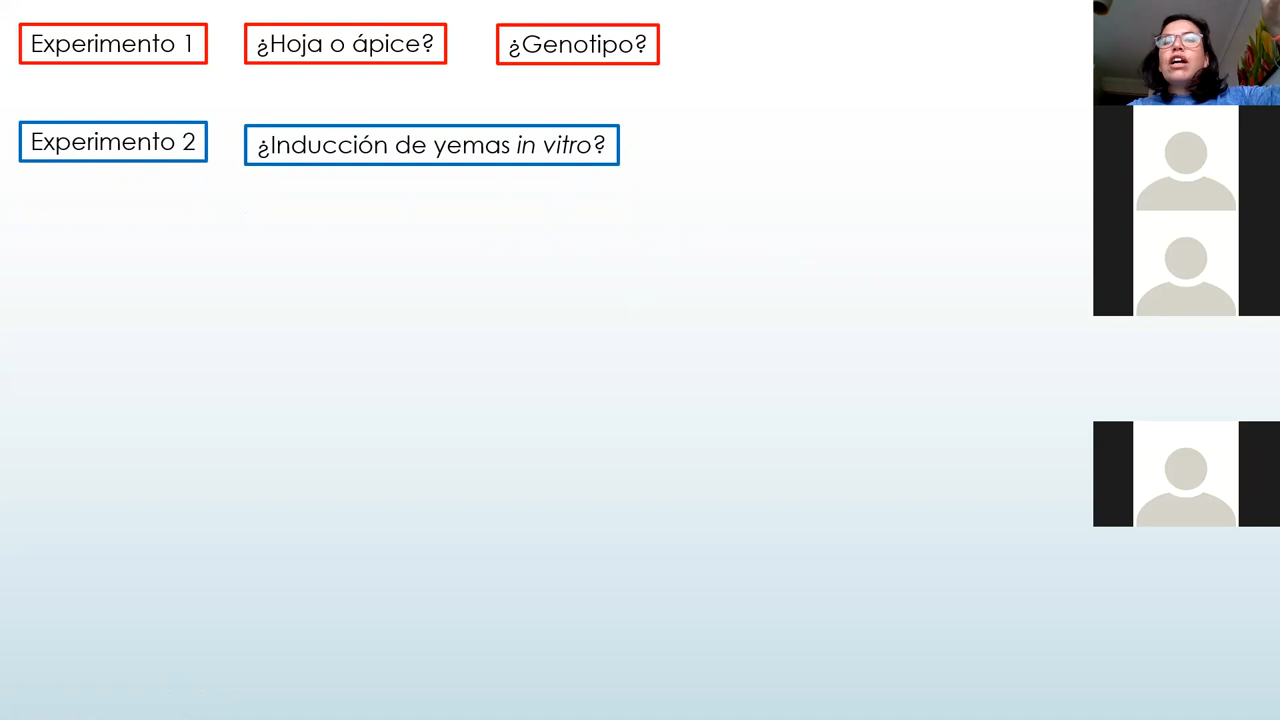 Experimento 1 ¿Hoja o ápice? ¿Genotipo?
Experimento 2 ¿Inducción de yemas in vitro?